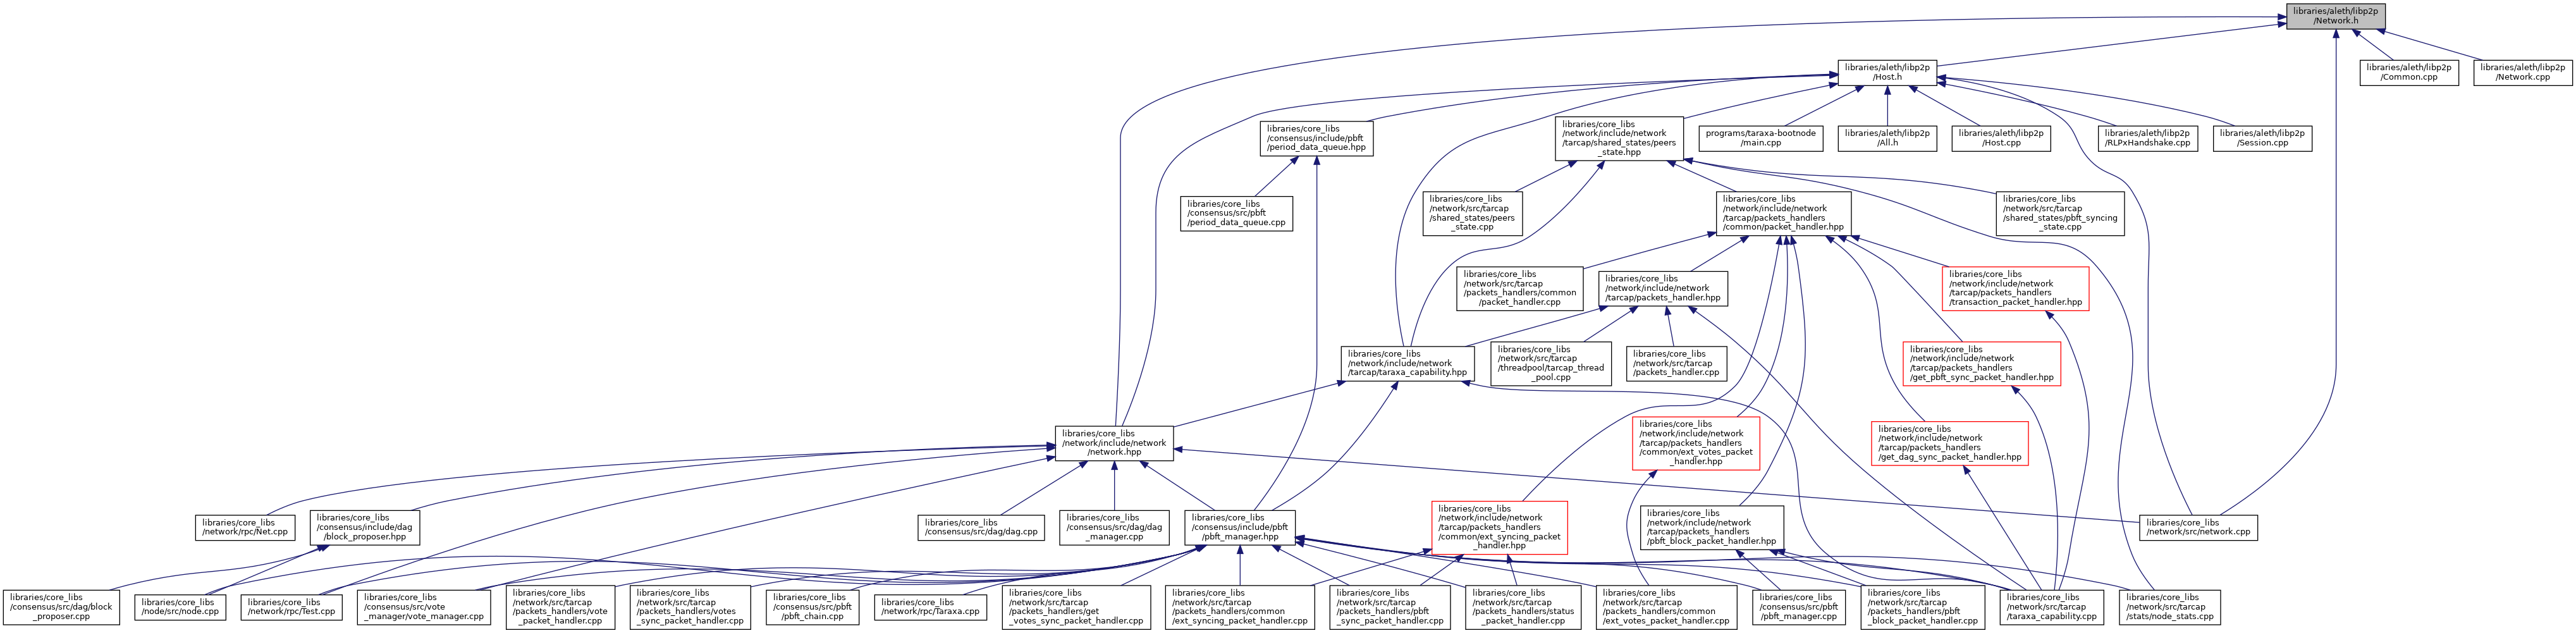 libraries/aleth/libp2p
/Network.h
libraries/aleth/libp2p
/Host.h
libraries/aleth/libp2p
/Common.cpp
libraries/aleth/libp2p
/Network.cpp
libraries/core_libs
/consensus/include/pbft
/period_data_queue.hpp
libraries/core_libs
/network/include/network
/tarcap/shared_states/peers
_state.hpp
programs/taraxa-bootnode
/main.cpp
libraries/aleth/libp2p
/All.h
libraries/aleth/libp2p
/Host.cpp
libraries/aleth/libp2p
/RLPxHandshake.cpp
libraries/aleth/libp2p
/Session.cpp
libraries/core_libs
/consensus/src/pbft
/period_data_queue.cpp
libraries/core_libs
/network/src/tarcap
/shared_states/peers
_state.cpp
libraries/core_libs
/network/include/network
/tarcap/packets_handlers
/common/packet_handler.hpp
libraries/core_libs
/network/src/tarcap
/shared_states/pbft_syncing
_state.cpp
libraries/core_libs
/network/src/tarcap
/packets_handlers/common
/packet_handler.cpp
libraries/core_libs
/network/include/network
/tarcap/packets_handler.hpp
libraries/core_libs
/network/include/network
/tarcap/packets_handlers
/transaction_packet_handler.hpp
libraries/core_libs
/network/include/network
/tarcap/taraxa_capability.hpp
libraries/core_libs
/network/src/tarcap
/threadpool/tarcap_thread
_pool.cpp
libraries/core_libs
/network/src/tarcap
/packets_handler.cpp
libraries/core_libs
/network/include/network
/tarcap/packets_handlers
/get_pbft_sync_packet_handler.hpp
libraries/core_libs
/network/include/network
/network.hpp
libraries/core_libs
/network/include/network
/tarcap/packets_handlers
/common/ext_votes_packet
_handler.hpp
libraries/core_libs
/network/include/network
/tarcap/packets_handlers
/get_dag_sync_packet_handler.hpp
libraries/core_libs
/network/rpc/Net.cpp
libraries/core_libs
/consensus/include/dag
/block_proposer.hpp
libraries/core_libs
/consensus/src/dag/dag.cpp
libraries/core_libs
/consensus/src/dag/dag
_manager.cpp
libraries/core_libs
/consensus/include/pbft
/pbft_manager.hpp
libraries/core_libs
/network/include/network
/tarcap/packets_handlers
/common/ext_syncing_packet
_handler.hpp
libraries/core_libs
/network/include/network
/tarcap/packets_handlers
/pbft_block_packet_handler.hpp
libraries/core_libs
/network/src/network.cpp
libraries/core_libs
/consensus/src/dag/block
_proposer.cpp
libraries/core_libs
/node/src/node.cpp
libraries/core_libs
/network/rpc/Test.cpp
libraries/core_libs
/consensus/src/vote
_manager/vote_manager.cpp
libraries/core_libs
/network/src/tarcap
/packets_handlers/vote
_packet_handler.cpp
libraries/core_libs
/network/src/tarcap
/packets_handlers/votes
_sync_packet_handler.cpp
libraries/core_libs
/consensus/src/pbft
/pbft_chain.cpp
libraries/core_libs
/network/rpc/Taraxa.cpp
libraries/core_libs
/network/src/tarcap
/packets_handlers/get
_votes_sync_packet_handler.cpp
libraries/core_libs
/network/src/tarcap
/packets_handlers/common
/ext_syncing_packet_handler.cpp
libraries/core_libs
/network/src/tarcap
/packets_handlers/pbft
_sync_packet_handler.cpp
libraries/core_libs
/network/src/tarcap
/packets_handlers/status
_packet_handler.cpp
libraries/core_libs
/network/src/tarcap
/packets_handlers/common
/ext_votes_packet_handler.cpp
libraries/core_libs
/consensus/src/pbft
/pbft_manager.cpp
libraries/core_libs
/network/src/tarcap
/packets_handlers/pbft
_block_packet_handler.cpp
libraries/core_libs
/network/src/tarcap
/taraxa_capability.cpp
libraries/core_libs
/network/src/tarcap
/stats/node_stats.cpp